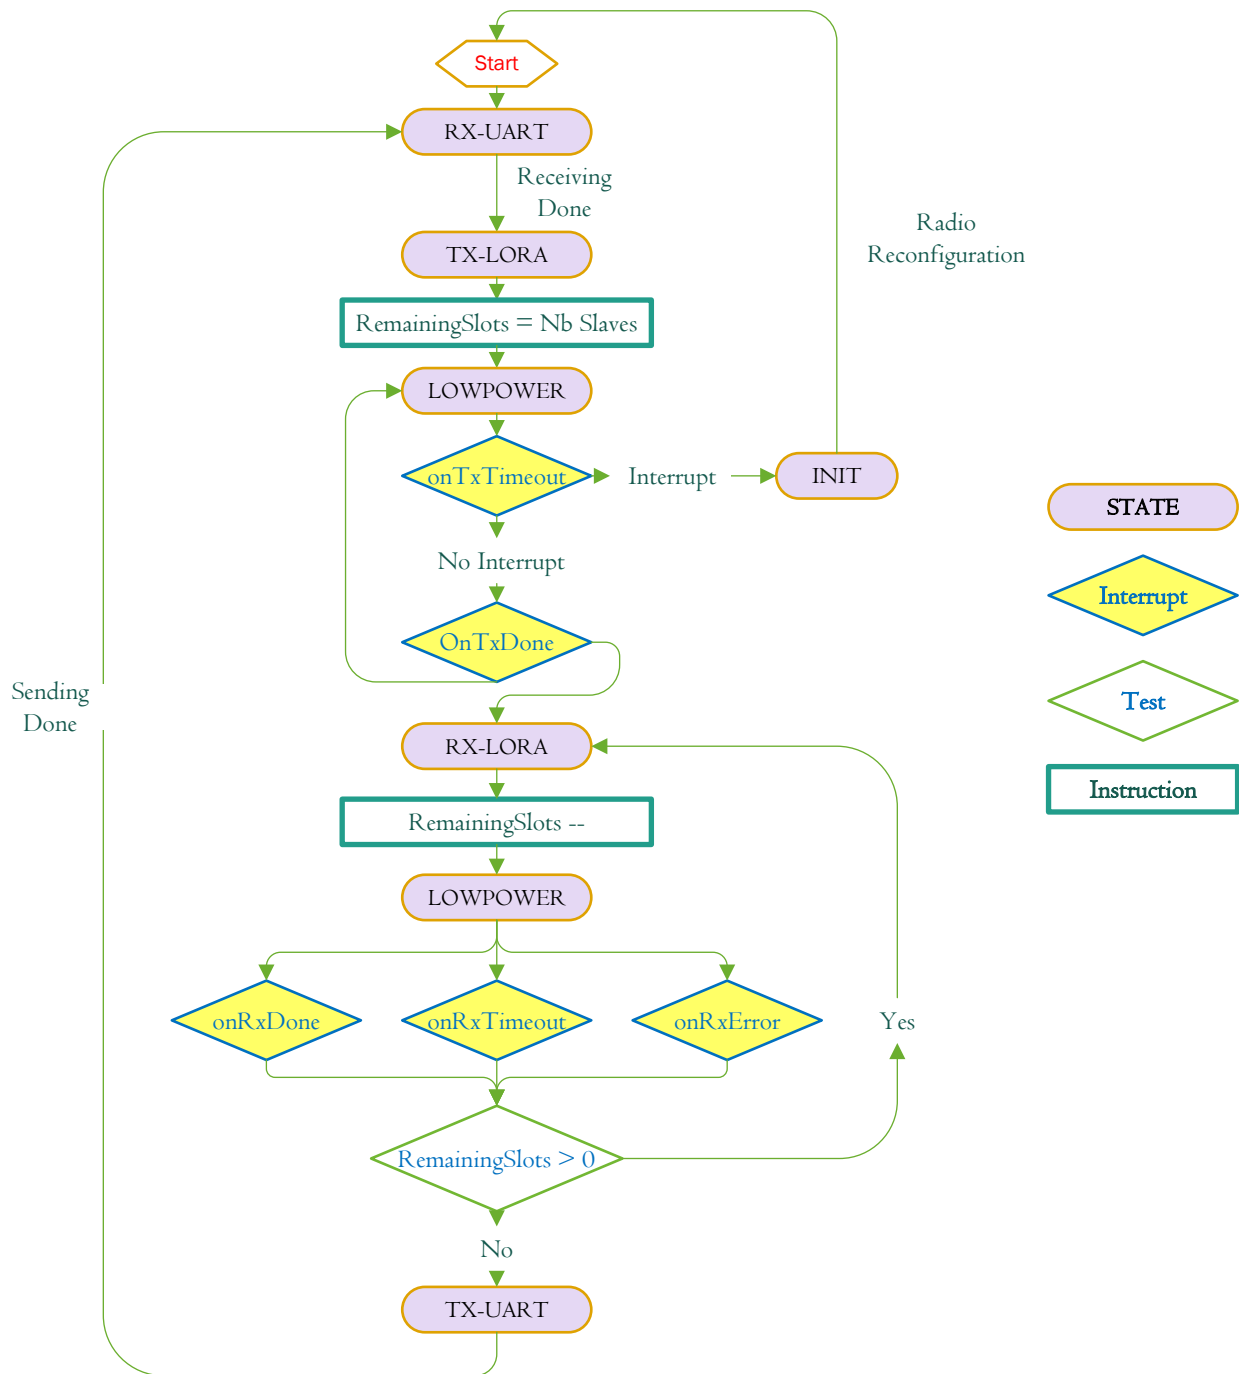 Start
RX-UART
Receiving
Done
TX-LORA
Radio
Reconfiguration
RemainingSlots = Nb Slaves
LOWPOWER
onTxTimeout
Interrupt
INIT
No Interrupt
OnTxDone
Sending
Done
RX-LORA
RemainingSlots --
LOWPOWER
onRxDone
onRxTimeout
onRxError
Yes
RemainingSlots > 0
No
TX-UART
STATE
Interrupt
Test
Instruction